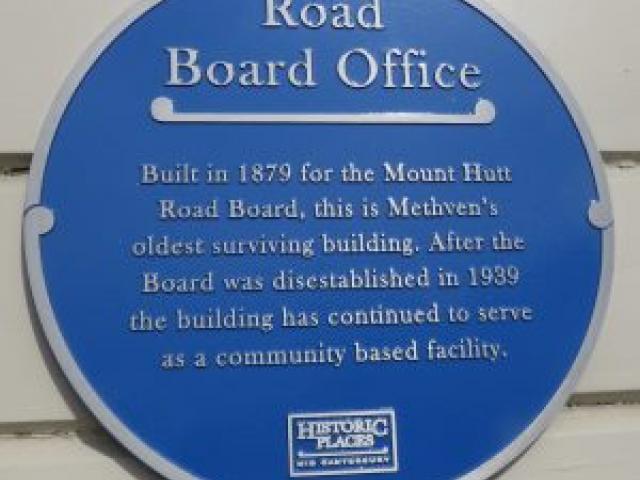 Road
Board Office
Built in 1879 for the Mount Hutt
Road Board, this is Methven's
oldest surviving building. After the
Board was disestablished in 1939
the building has continued to serve
as a community based facility.
HISTORIC
PLACES
MID CANTERBURY